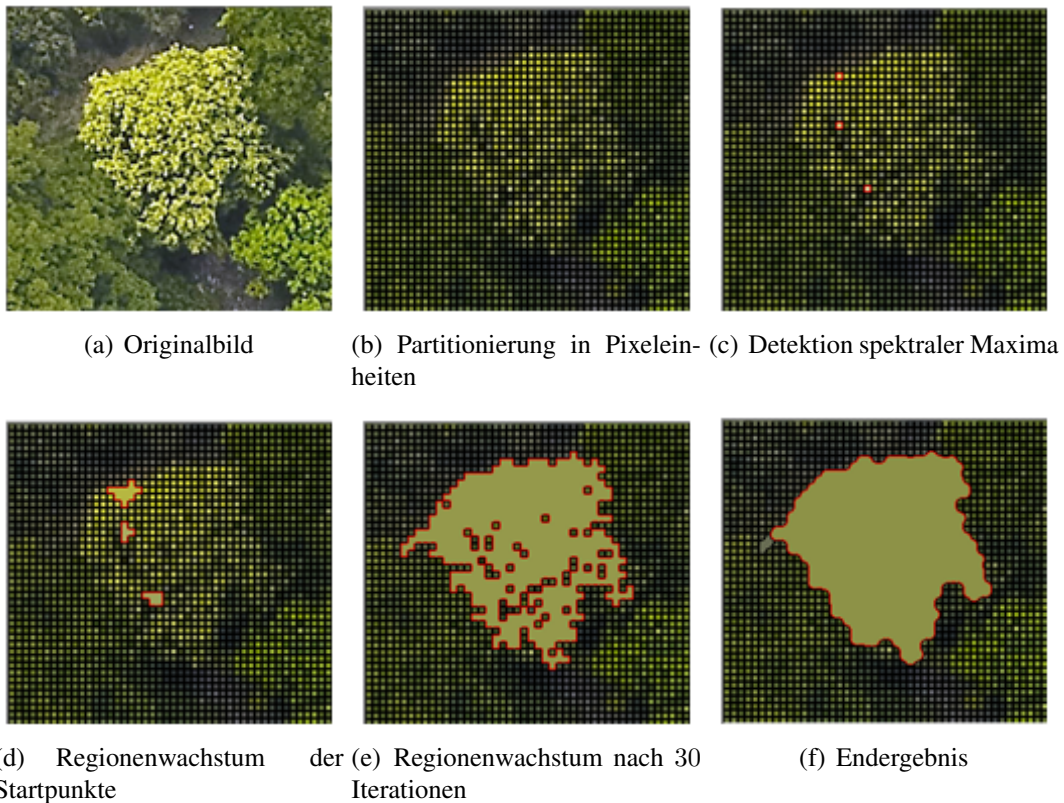 (a) Originalbild
(b) Partitionierung in Pixelein-
heiten
(c) Detektion spektraler Maxima
(d) Regionenwachstum der
Startpunkte
(e) Regionenwachstum nach 30
Iterationen
(f) Endergebnis